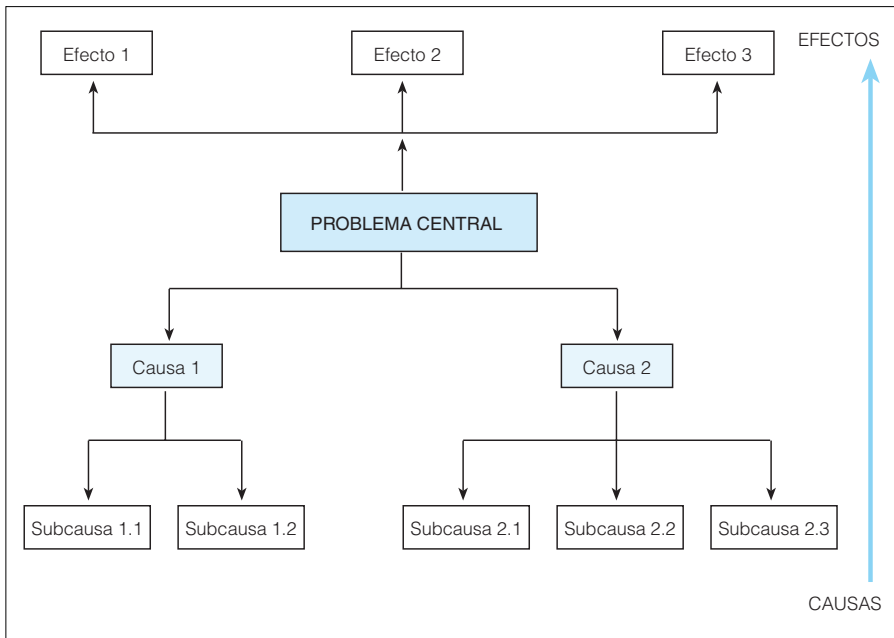 Efecto 1
Efecto 2
Efecto 3
EFECTOS
PROBLEMA CENTRAL
Causa 1
Causa 2
Subcausa 1.1
Subcausa 1.2
Subcausa 2.1
Subcausa 2.2
Subcausa 2.3
CAUSAS